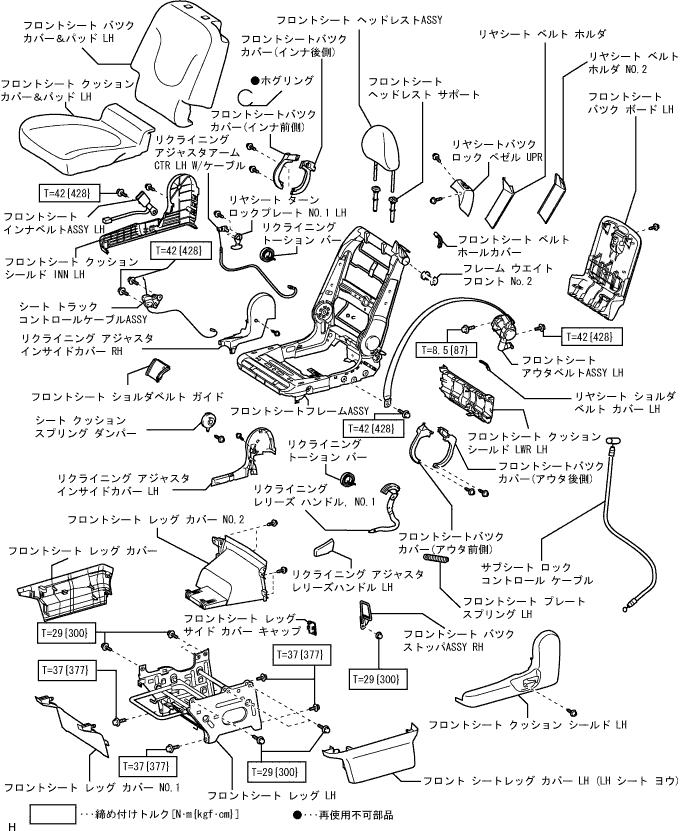 フロントシート バツク
カバー＆パッド LH
フロントシート ヘッドレストASSY
フロントシートバツク
カバー(インナ後側)
リヤシート ベルト ホルダ
リヤシート ベルト
ホルダ NO.2
●ホグリング
フロントシート
ヘッドレスト サポート
フロントシート クッション
カバー＆パッド LH
フロントシート
バツク ボード LH
フロントシートバツク
カバー(インナ前側)
リクライニング
アジャスタアーム
CTR LH W/ケーブル
リヤシートバツク
ロック ベゼル UPR
T=42{428}
リヤシート ターン
ロックプレート NO.1 LH
フロントシート
インナベルトASSY LH
リクライニング
トーション バー
T=42{428}
フロントシート ベルト
ホールカバー
フロントシート クッション
シールド INN LH
フレーム ウエイト
フロント No.2
シート トラック
コントロールケーブルASSY
T=42{428}
リクライニング アジャスタ
インサイドカバー RH
T=8.5{87}
フロントシート
アウタベルトASSY LH
フロントシート ショルダベルト ガイド
リヤシート ショルダ
ベルト カバー LH
フロントシートフレームASSY
シート クッション
スプリング ダンパー
T=42{428}
フロントシート クッション
シールド LWR LH
リクライニング
トーション バー
フロントシートバツク
カバー(アウタ後側)
リクライニング アジャスタ
インサイドカバー LH
リクライニング
レリーズ ハンドル, NO.1
フロントシート レッグ カバー NO.2
フロントシートバツク
カバー(アウタ前側)
フロントシート レッグ カバー
リクライニング アジャスタ
レリーズハンドル LH
サブシート ロック
コントロール ケーブル
フロントシート プレート
スプリング LH
フロントシート レッグ
サイド カバー キャップ
T=29{300}
フロントシート バツク
ストッパASSY RH
T=37{377}
T=37{377}
T=29{300}
フロントシート クッション シールド LH
T=37{377}
T=29{300}
フロントシート レッグ カバー NO.1
フロントシート レッグ LH
フロント シートレッグ カバー LH (LH シート ヨウ)
･･･締め付けトルク[N･m{kgf･cm}]
●･･･再使用不可部品
H